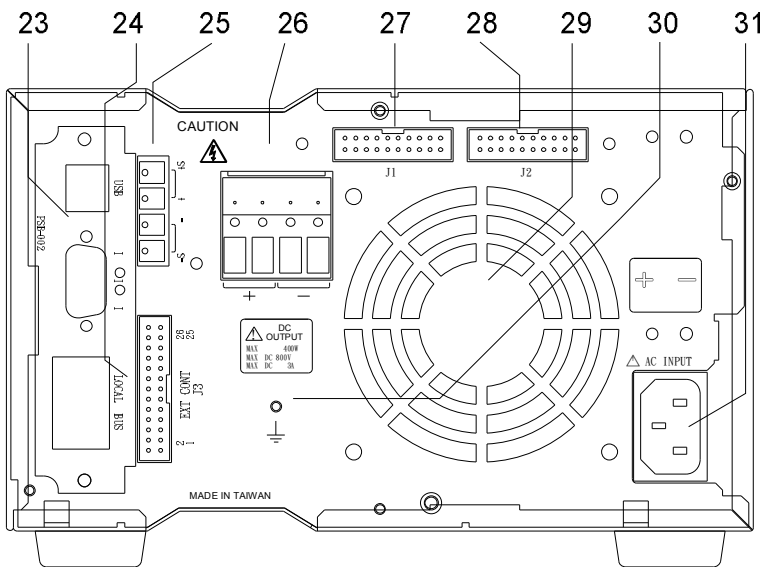 23 24 25 26 27 28 29 30 31
CAUTION
J1
J2
USB
+S
+
-
-S
PSB-002
+ -
+ -
DC
OUTPUT
MAX 400W
MAX DC 800V
MAX DC 3A
AC INPUT
LOCAL BUS
26
25
EXT CONT
J3
2
1
MADE IN TAIWAN